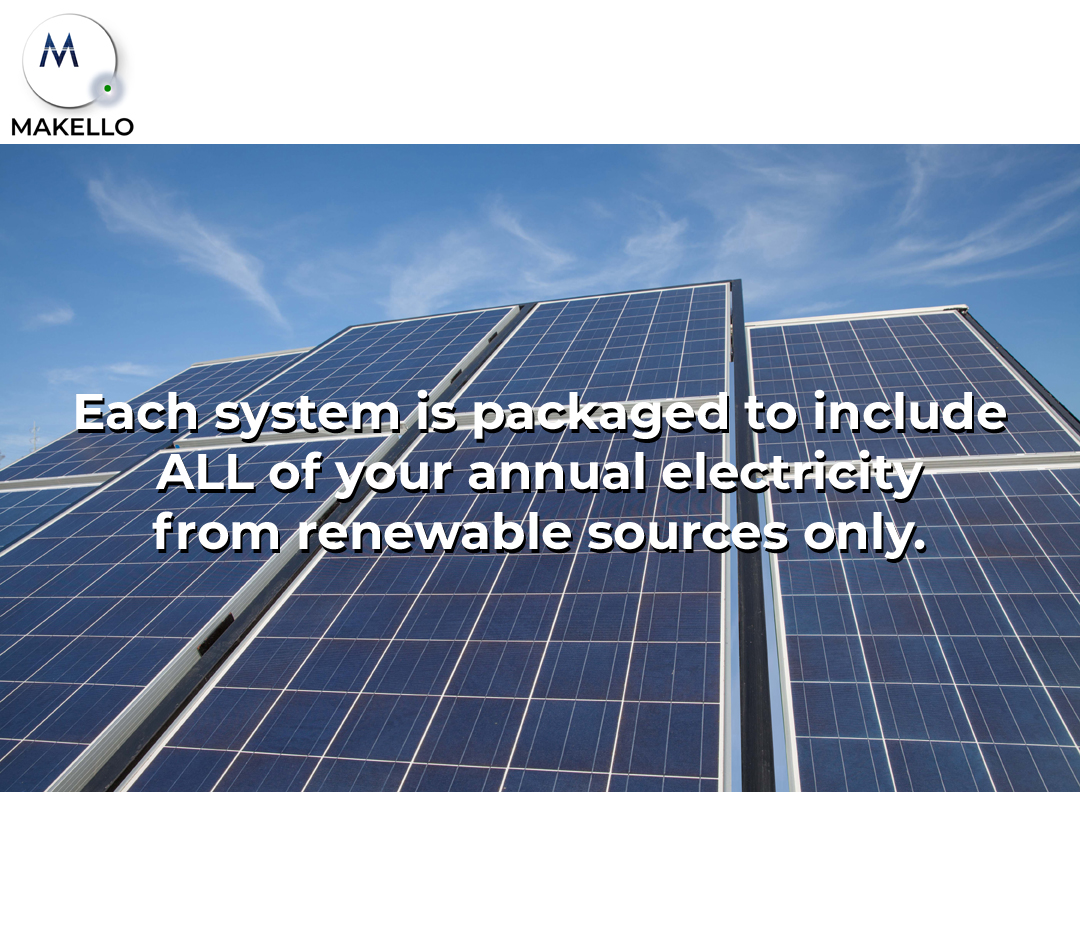 M
MAKELLO
Each system is packaged to include
ALL of your annual electricity
from renewable sources only.